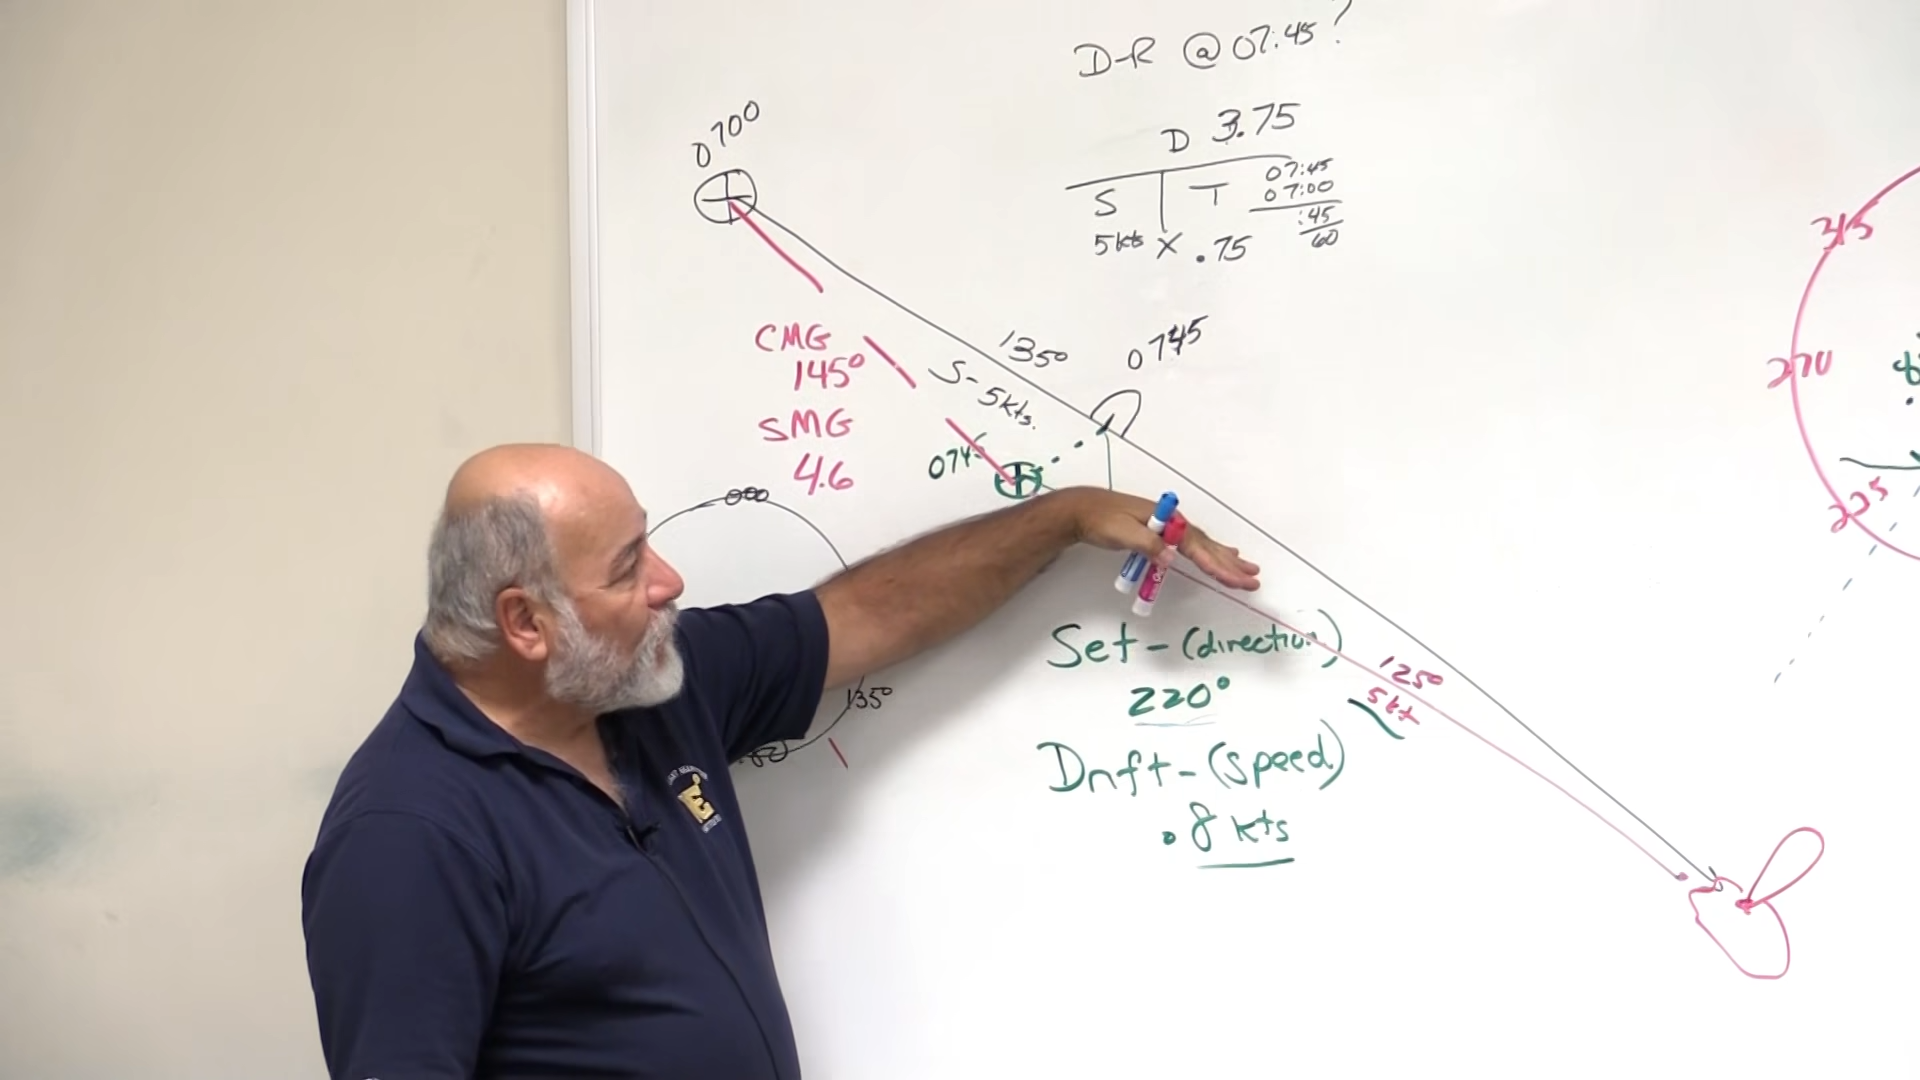 D-R @ 07:45?
D 3.75
S T 07:45
07:00
:45
60
5kts X .75
0700
CMG
145°
SMG
4.6
135°
S-5kts.
0745
0745
000
135°
Set-(direction)
220°
Drift-(speed)
.8 kts
125°
5kt
315
270
225